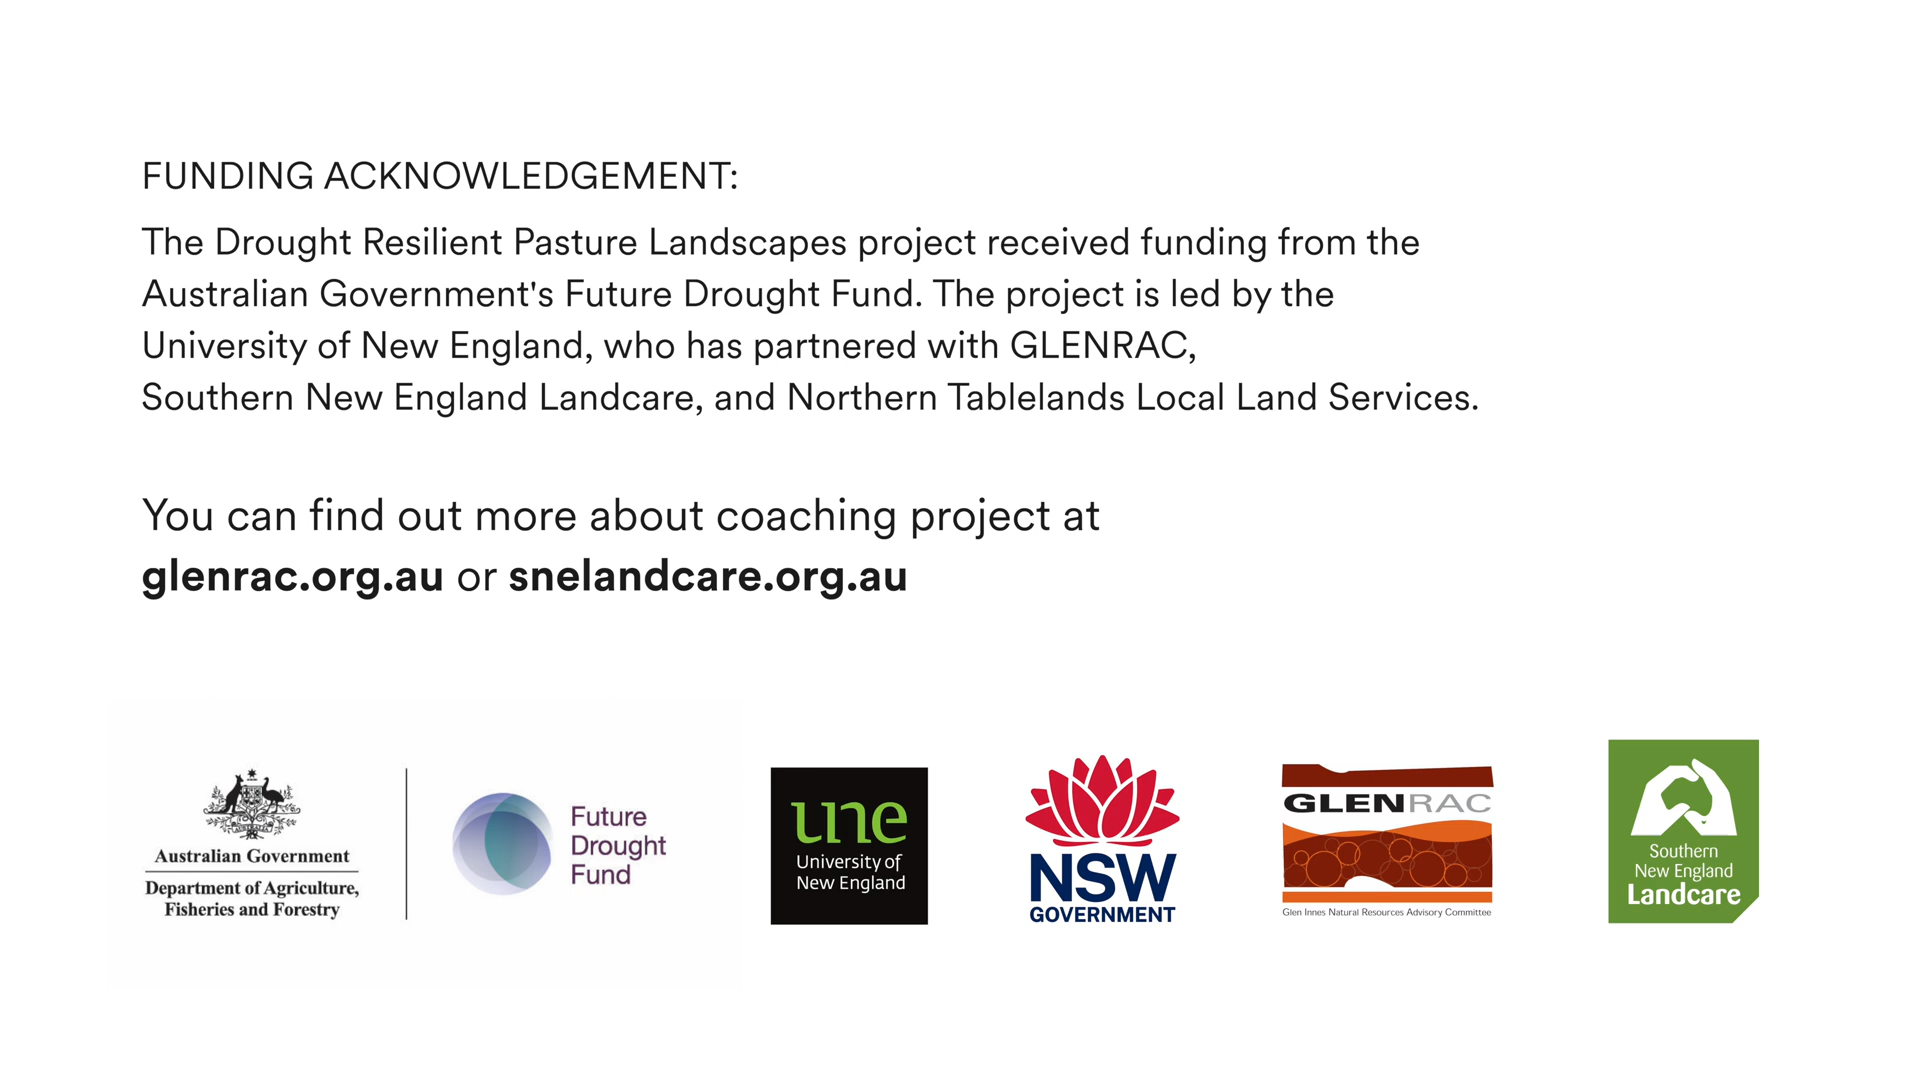 FUNDING ACKNOWLEDGEMENT:
The Drought Resilient Pasture Landscapes project received funding from the
Australian Government's Future Drought Fund. The project is led by the
University of New England, who has partnered with GLENRAC,
Southern New England Landcare, and Northern Tablelands Local Land Services.
You can find out more about coaching project at
glenrac.org.au or snelandcare.org.au
Australian Government
Department of Agriculture,
Fisheries and Forestry
Future
Drought
Fund
une
University of
New England
NSW
GOVERNMENT
GLENRAC
Glen Innes Natural Resources Advisory Committee
Southern
New England
Landcare